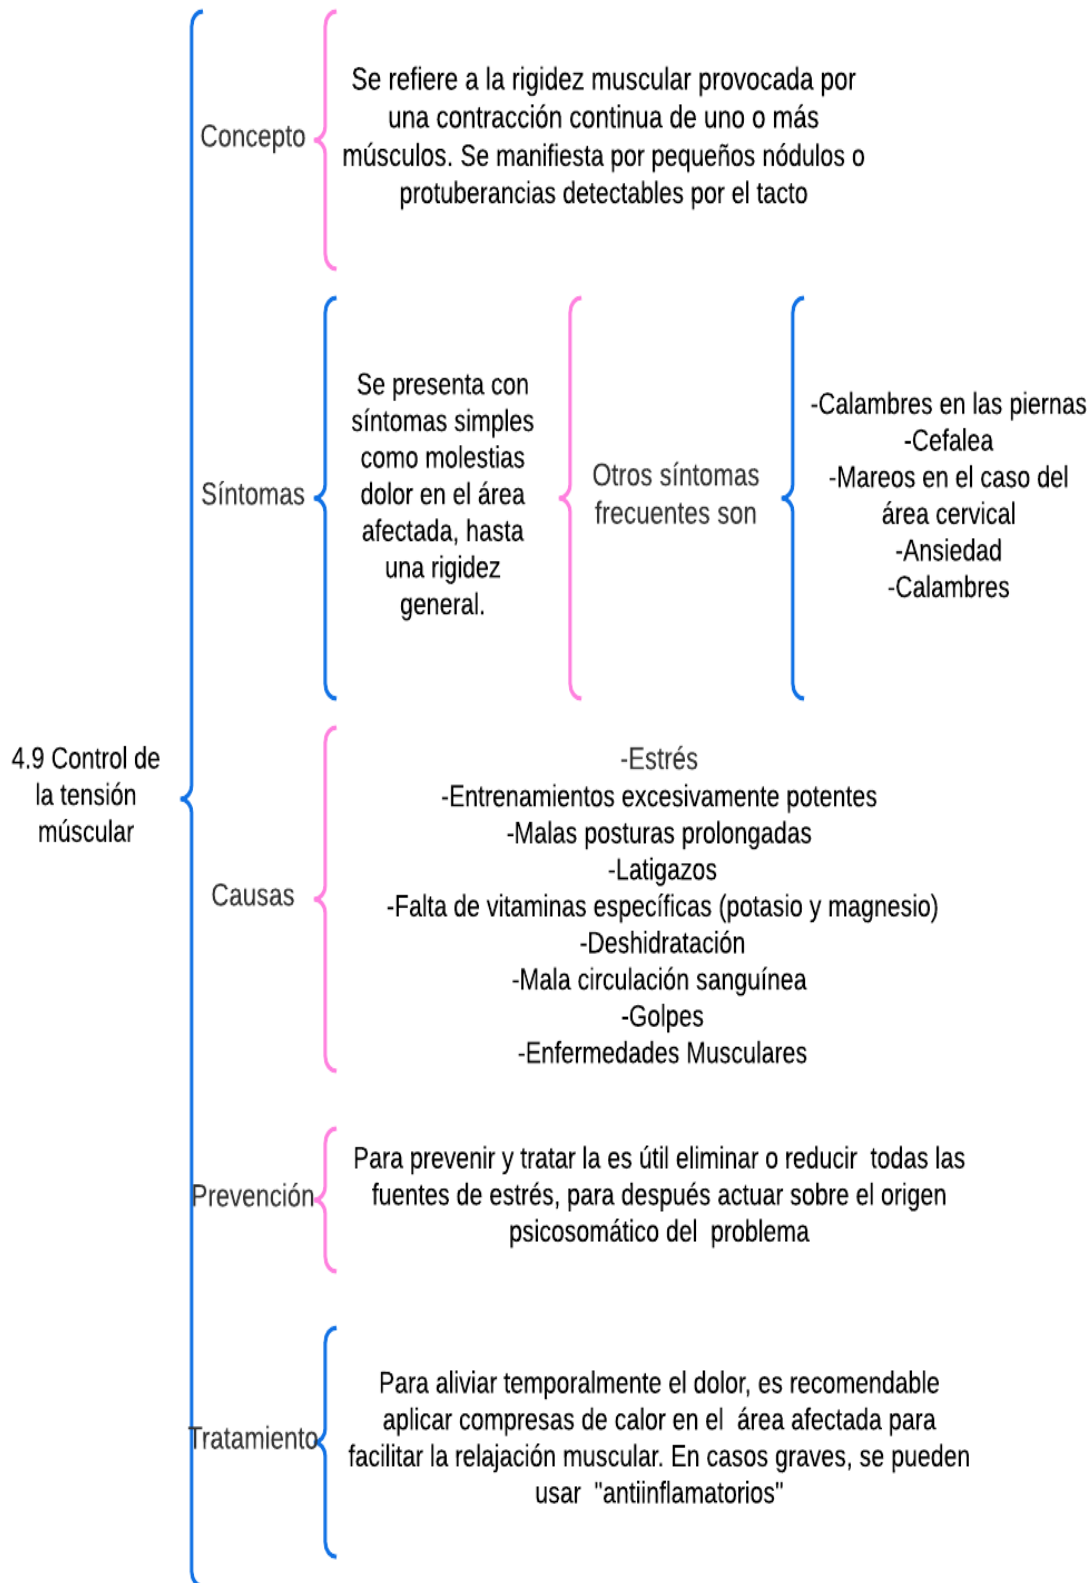 4.9 Control de
la tensión
múscular
Concepto
Se refiere a la rigidez muscular provocada por
una contracción continua de uno o más
músculos. Se manifiesta por pequeños nódulos o
protuberancias detectables por el tacto
Síntomas
Se presenta con
síntomas simples
como molestias
dolor en el área
afectada, hasta
una rigidez
general.
Otros síntomas
frecuentes son
-Calambres en las piernas
-Cefalea
-Mareos en el caso del
área cervical
-Ansiedad
-Calambres
Causas
-Estrés
-Entrenamientos excesivamente potentes
-Malas posturas prolongadas
-Latigazos
-Falta de vitaminas específicas (potasio y magnesio)
-Deshidratación
-Mala circulación sanguínea
-Golpes
-Enfermedades Musculares
Prevención
Para prevenir y tratar la es útil eliminar o reducir  todas las
fuentes de estrés, para después actuar sobre el origen
psicosomático del  problema
Tratamiento
Para aliviar temporalmente el dolor, es recomendable
aplicar compresas de calor en el  área afectada para
facilitar la relajación muscular. En casos graves, se pueden
usar  "antiinflamatorios"